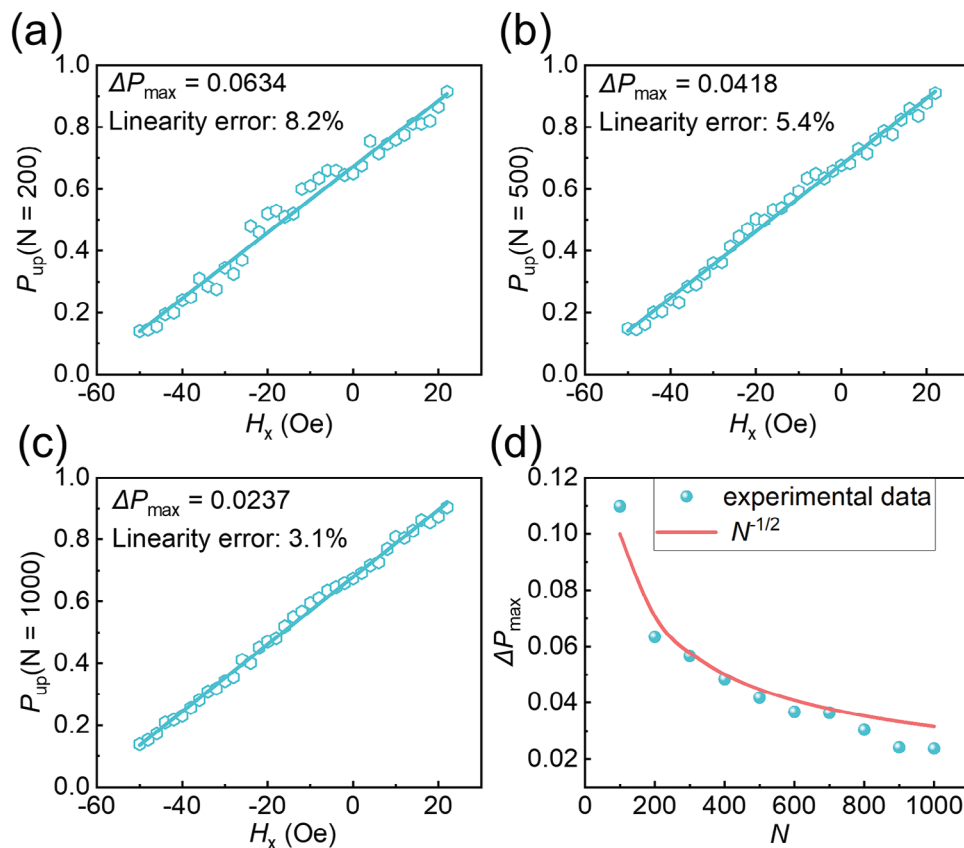 (a)
ΔPmax = 0.0634
Linearity error: 8.2%
Pup(N = 200)
1.0
0.8
0.6
0.4
0.2
0.0
-60 -40 -20 0 20
Hx (Oe)
(b)
ΔPmax = 0.0418
Linearity error: 5.4%
Pup(N = 500)
1.0
0.8
0.6
0.4
0.2
0.0
-60 -40 -20 0 20
Hx (Oe)
(c)
ΔPmax = 0.0237
Linearity error: 3.1%
Pup(N = 1000)
1.0
0.8
0.6
0.4
0.2
0.0
-60 -40 -20 0 20
Hx (Oe)
(d)
experimental data
N-1/2
ΔPmax
0.12
0.10
0.08
0.06
0.04
0.02
0 200 400 600 800 1000
N